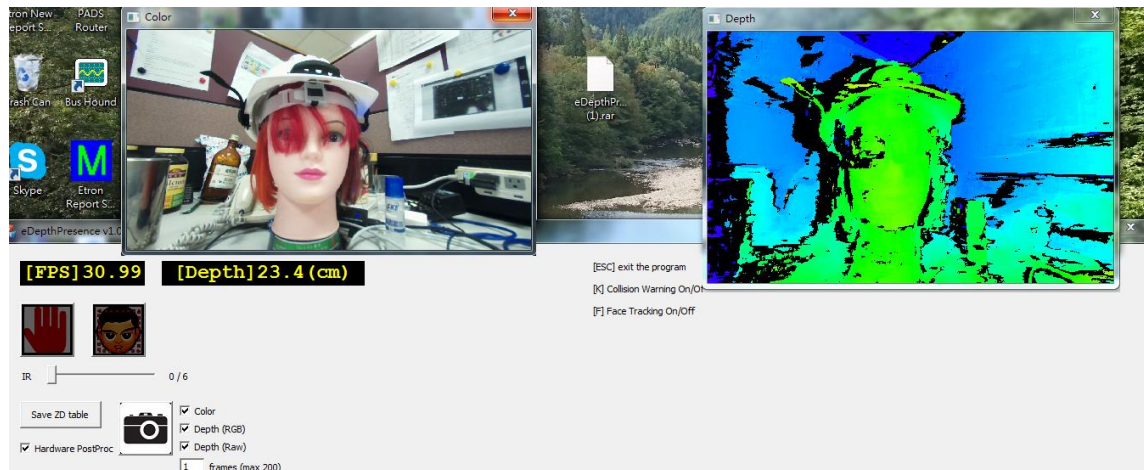 tron New
eport S...
PADS
Router
Color
Depth
rash Can
Bus Hound
eDepthPr...
(1).rar
Skype
Etron
Report S...
eDepthPresence v1.0
[FPS]30.99
[Depth]23.4(cm)
[ESC] exit the program
[K] Collision Warning On/Of
[F] Face Tracking On/Off
IR
0 / 6
Save ZD table
Color
Depth (RGB)
Hardware PostProc
Depth (Raw)
1 frames (max 200)